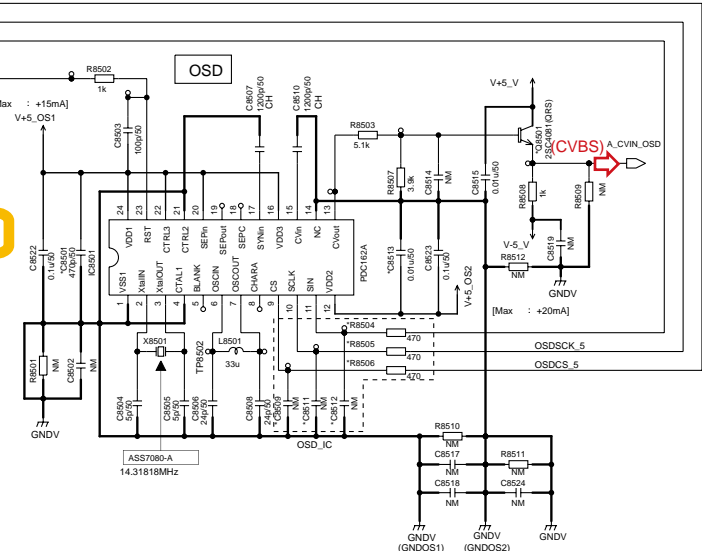 OSD
R8502
1k
[Max : +15mA]
V+5_OS1
C8503
100p/50
C8507
1200p/50
CH
C8510
1200p/50
CH
R8503
5.1k
R8507
3.9k
C8514
NM
C8515
0.01u/50
V+5_V
*Q8501
2SC4081(QRS)
(CVBS)
A_CVIN_OSD
R8508
1k
R8509
NM
V-5_V
C8519
NM
R8512
NM
GNDV
C8522
0.1u/50
*C8501
470p/50
IC8501
24 23 22 21 20 19 18 17 16 15 14 13
VDD1
RST
CTRL3
CTRL2
SEPin
SEPout
SEPC
SYNin
VDD3
CVin
NC
CVout
PDC162A
VSS1
XtalIN
XtalOUT
CTAL1
BLANK
OSCIN
OSCOUT
CHARA
CS
SCLK
SIN
VDD2
1 2 3 4 5 6 7 8 9 10 11 12
*C8513
0.01u/50
C8523
0.1u/50
V+5_OS2
[Max : +20mA]
R8501
NM
C8502
NM
GNDV
X8501
TP8502
L8501
33u
*R8504
470
*R8505
470
OSDSCK_5
*R8506
470
OSDCS_5
C8504
5p/50
C8505
5p/50
C8506
24p/50
C8508
24p/50
*C8509
NM
*C8511
NM
*C8512
NM
OSD_IC
ASS7080-A
14.31818MHz
R8510
NM
C8517
NM
C8518
NM
R8511
NM
C8524
NM
GNDV
(GNDOS1)
GNDV
(GNDOS2)
GNDV